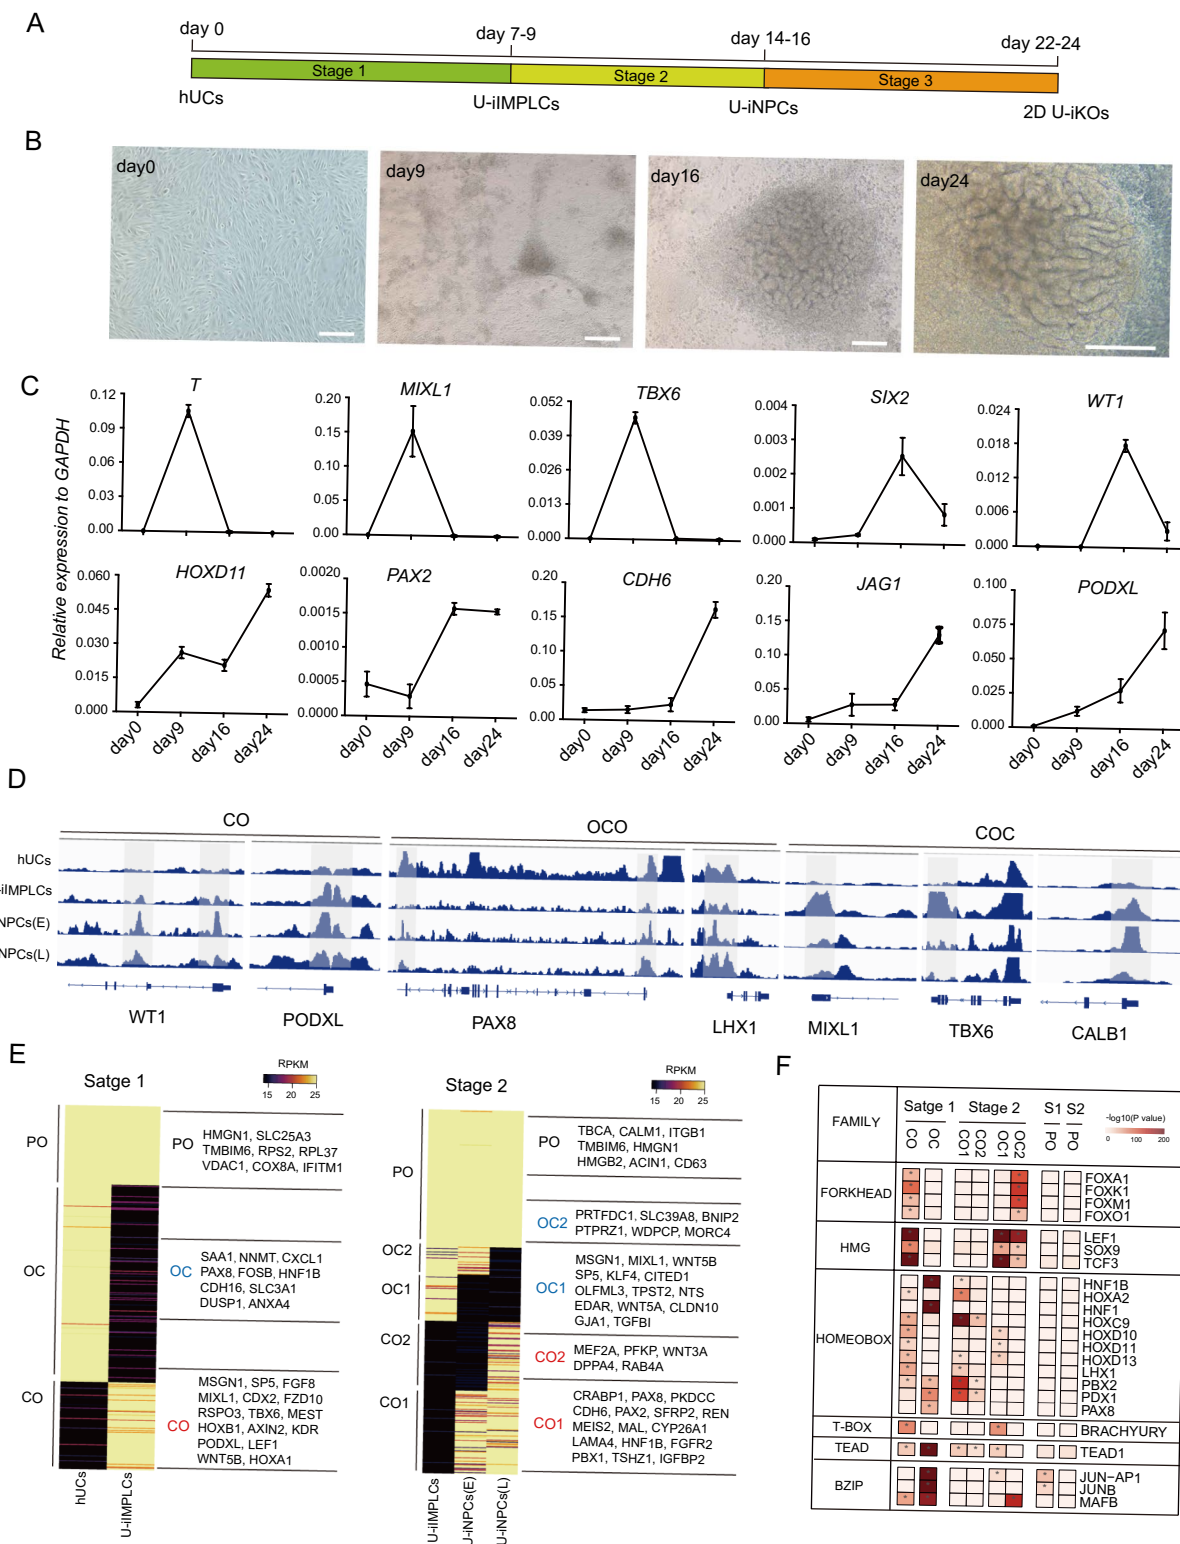 A
day 0
day 7-9
day 14-16
day 22-24
Stage 1
Stage 2
Stage 3
hUCs
U-iIMPLCs
U-iNPCs
2D U-iKOs
B
day0
day9
day16
day24
C
Relative expression to GAPDH
T
0.12
0.09
0.06
0.03
0.00
MIXL1
0.20
0.15
0.10
0.05
0.00
TBX6
0.052
0.039
0.026
0.013
0.000
SIX2
0.004
0.003
0.002
0.001
0.000
WT1
0.024
0.018
0.012
0.006
0.000
HOXD11
0.060
0.045
0.030
0.015
0.000
day0
day9
day16
day24
PAX2
0.0020
0.0015
0.0010
0.0005
0.0000
day0
day9
day16
day24
CDH6
0.20
0.15
0.10
0.05
0.00
day0
day9
day16
day24
JAG1
0.20
0.15
0.10
0.05
0.00
day0
day9
day16
day24
PODXL
0.100
0.075
0.050
0.025
0.000
day0
day9
day16
day24
D
CO
OCO
COC
hUCs
-iIMPLCs
NPCs(E)
NPCs(L)
WT1
PODXL
PAX8
LHX1
MIXL1
TBX6
CALB1
E
Satge 1
RPKM
15 20 25
PO
OC
CO
PO
HMGN1, SLC25A3
TMBIM6, RPS2, RPL37
VDAC1, COX8A, IFITM1
OC
SAA1, NNMT, CXCL1
PAX8, FOSB, HNF1B
CDH16, SLC3A1
DUSP1, ANXA4
CO
MSGN1, SP5, FGF8
MIXL1, CDX2, FZD10
RSPO3, TBX6, MEST
HOXB1, AXIN2, KDR
PODXL, LEF1
WNT5B, HOXA1
hUCs
U-iIMPLCs
Stage 2
RPKM
15 20 25
PO
OC2
OC1
CO2
CO1
PO
TBCA, CALM1, ITGB1
TMBIM6, HMGN1
HMGB2, ACIN1, CD63
OC2
PRTFDC1, SLC39A8, BNIP2
PTPRZ1, WDPCP, MORC4
OC1
MSGN1, MIXL1, WNT5B
SP5, KLF4, CITED1
OLFML3, TPST2, NTS
EDAR, WNT5A, CLDN10
GJA1, TGFBI
CO2
MEF2A, PFKP, WNT3A
DPPA4, RAB4A
CO1
CRABP1, PAX8, PKDCC
CDH6, PAX2, SFRP2, REN
MEIS2, MAL, CYP26A1
LAMA4, HNF1B, FGFR2
PBX1, TSHZ1, IGFBP2
U-iIMPLCs
U-iNPCs(E)
U-iNPCs(L)
F
FAMILY
Satge 1
Stage 2
S1
S2
CO
OC
CO1
CO2
OC1
OC2
PO
PO
-log10(P value)
0 100 200
FORKHEAD
FOXA1
FOXK1
FOXM1
FOXO1
HMG
LEF1
SOX9
TCF3
HOMEOBOX
HNF1B
HOXA2
HNF1
HOXC9
HOXD10
HOXD11
HOXD13
LHX1
PBX2
PDX1
PAX8
T-BOX
BRACHYURY
TEAD
TEAD1
BZIP
JUN-AP1
JUNB
MAFB